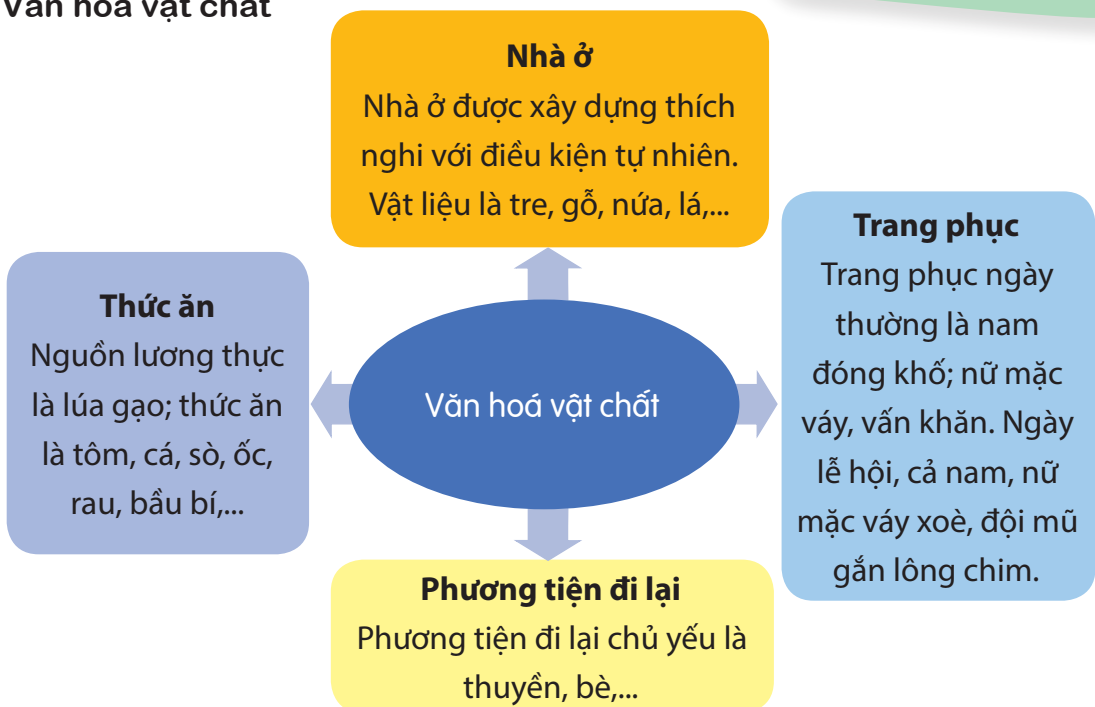 Văn hoá vật chất
Nhà ở
Nhà ở được xây dựng thích
nghi với điều kiện tự nhiên.
Vật liệu là tre, gỗ, nứa, lá,...
Thức ăn
Nguồn lương thực
là lúa gạo; thức ăn
là tôm, cá, sò, ốc,
rau, bầu bí,...
Văn hoá vật chất
Trang phục
Trang phục ngày
thường là nam
đóng khố; nữ mặc
váy, vấn khăn. Ngày
lễ hội, cả nam, nữ
mặc váy xoè, đội mũ
gắn lông chim.
Phương tiện đi lại
Phương tiện đi lại chủ yếu là
thuyền, bè,...